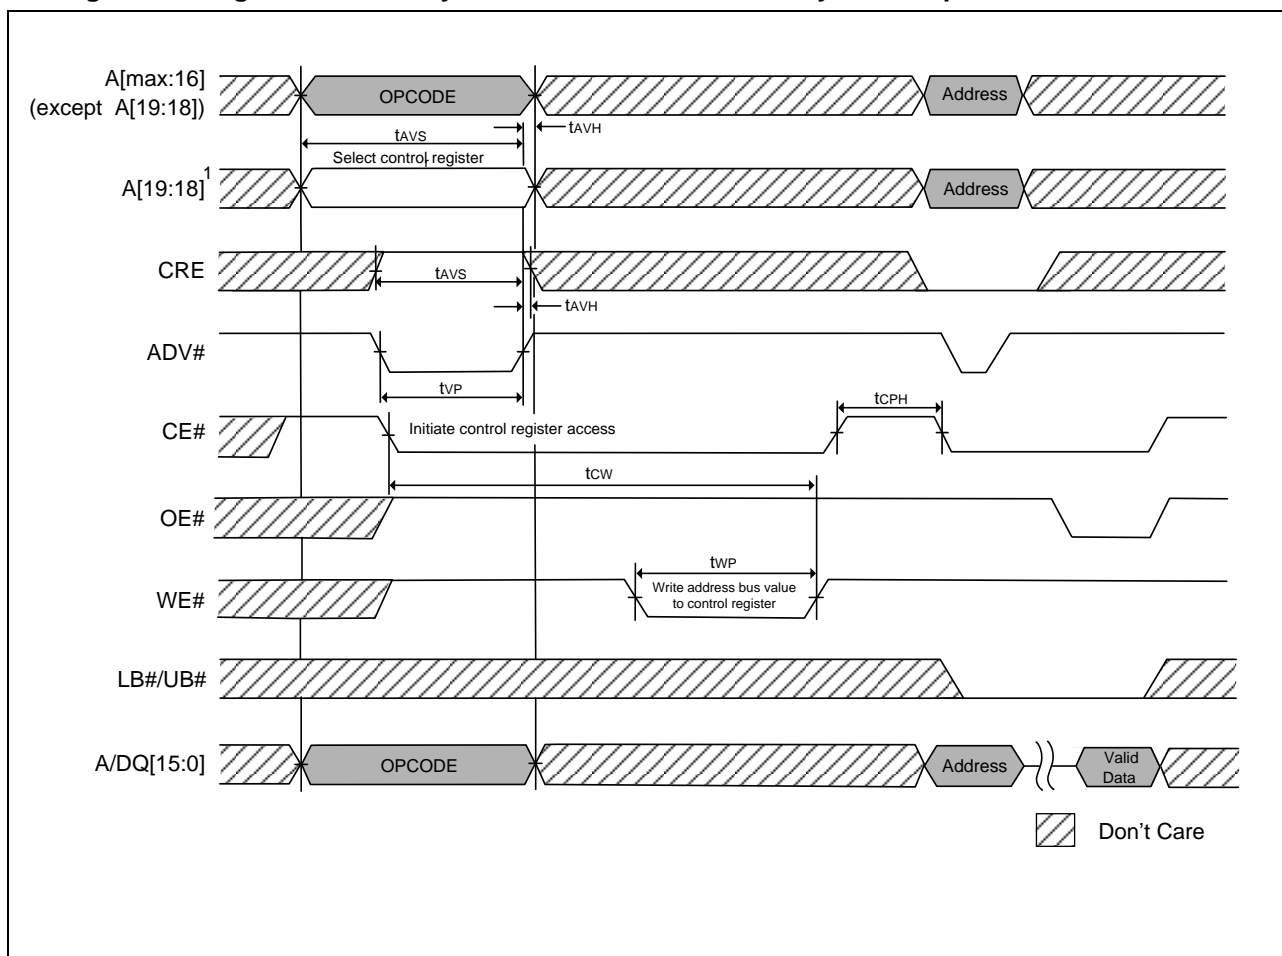 A[max:16]
(except A[19:18])
OPCODE
Address
tAVS
tAVH
Select control register
A[19:18]1
Address
CRE
tAVS
tAVH
ADV#
tVP
tCPH
CE#
Initiate control register access
tCW
OE#
tWP
WE#
Write address bus value
to control register
LB#/UB#
A/DQ[15:0]
OPCODE
Address
Valid
Data
Don't Care